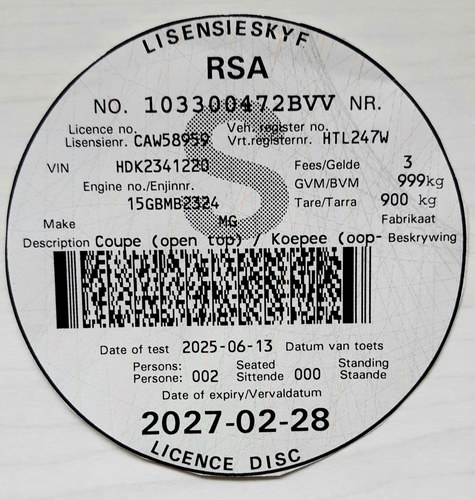 LISENSIESKYF
RSA
NO. 103300472BVV NR.
Licence no. Veh. register no.
Lisensienr. CAW58959 Vrt.registernr. HTL247W
VIN HDK2341220 Fees/Gelde 3
Engine no./Enjinnr. GVM/BVM 999kg
15GBMB2324 Tare/Tarra 900 kg
Make MG Fabrikaat
Description Coupe (open top) / Koepee (oop- Beskrywing
S
Date of test 2025-06-13 Datum van toets
Persons: Seated Standing
Persone: 002 Sittende 000 Staande
Date of expiry/Vervaldatum
2027-02-28
LICENCE DISC